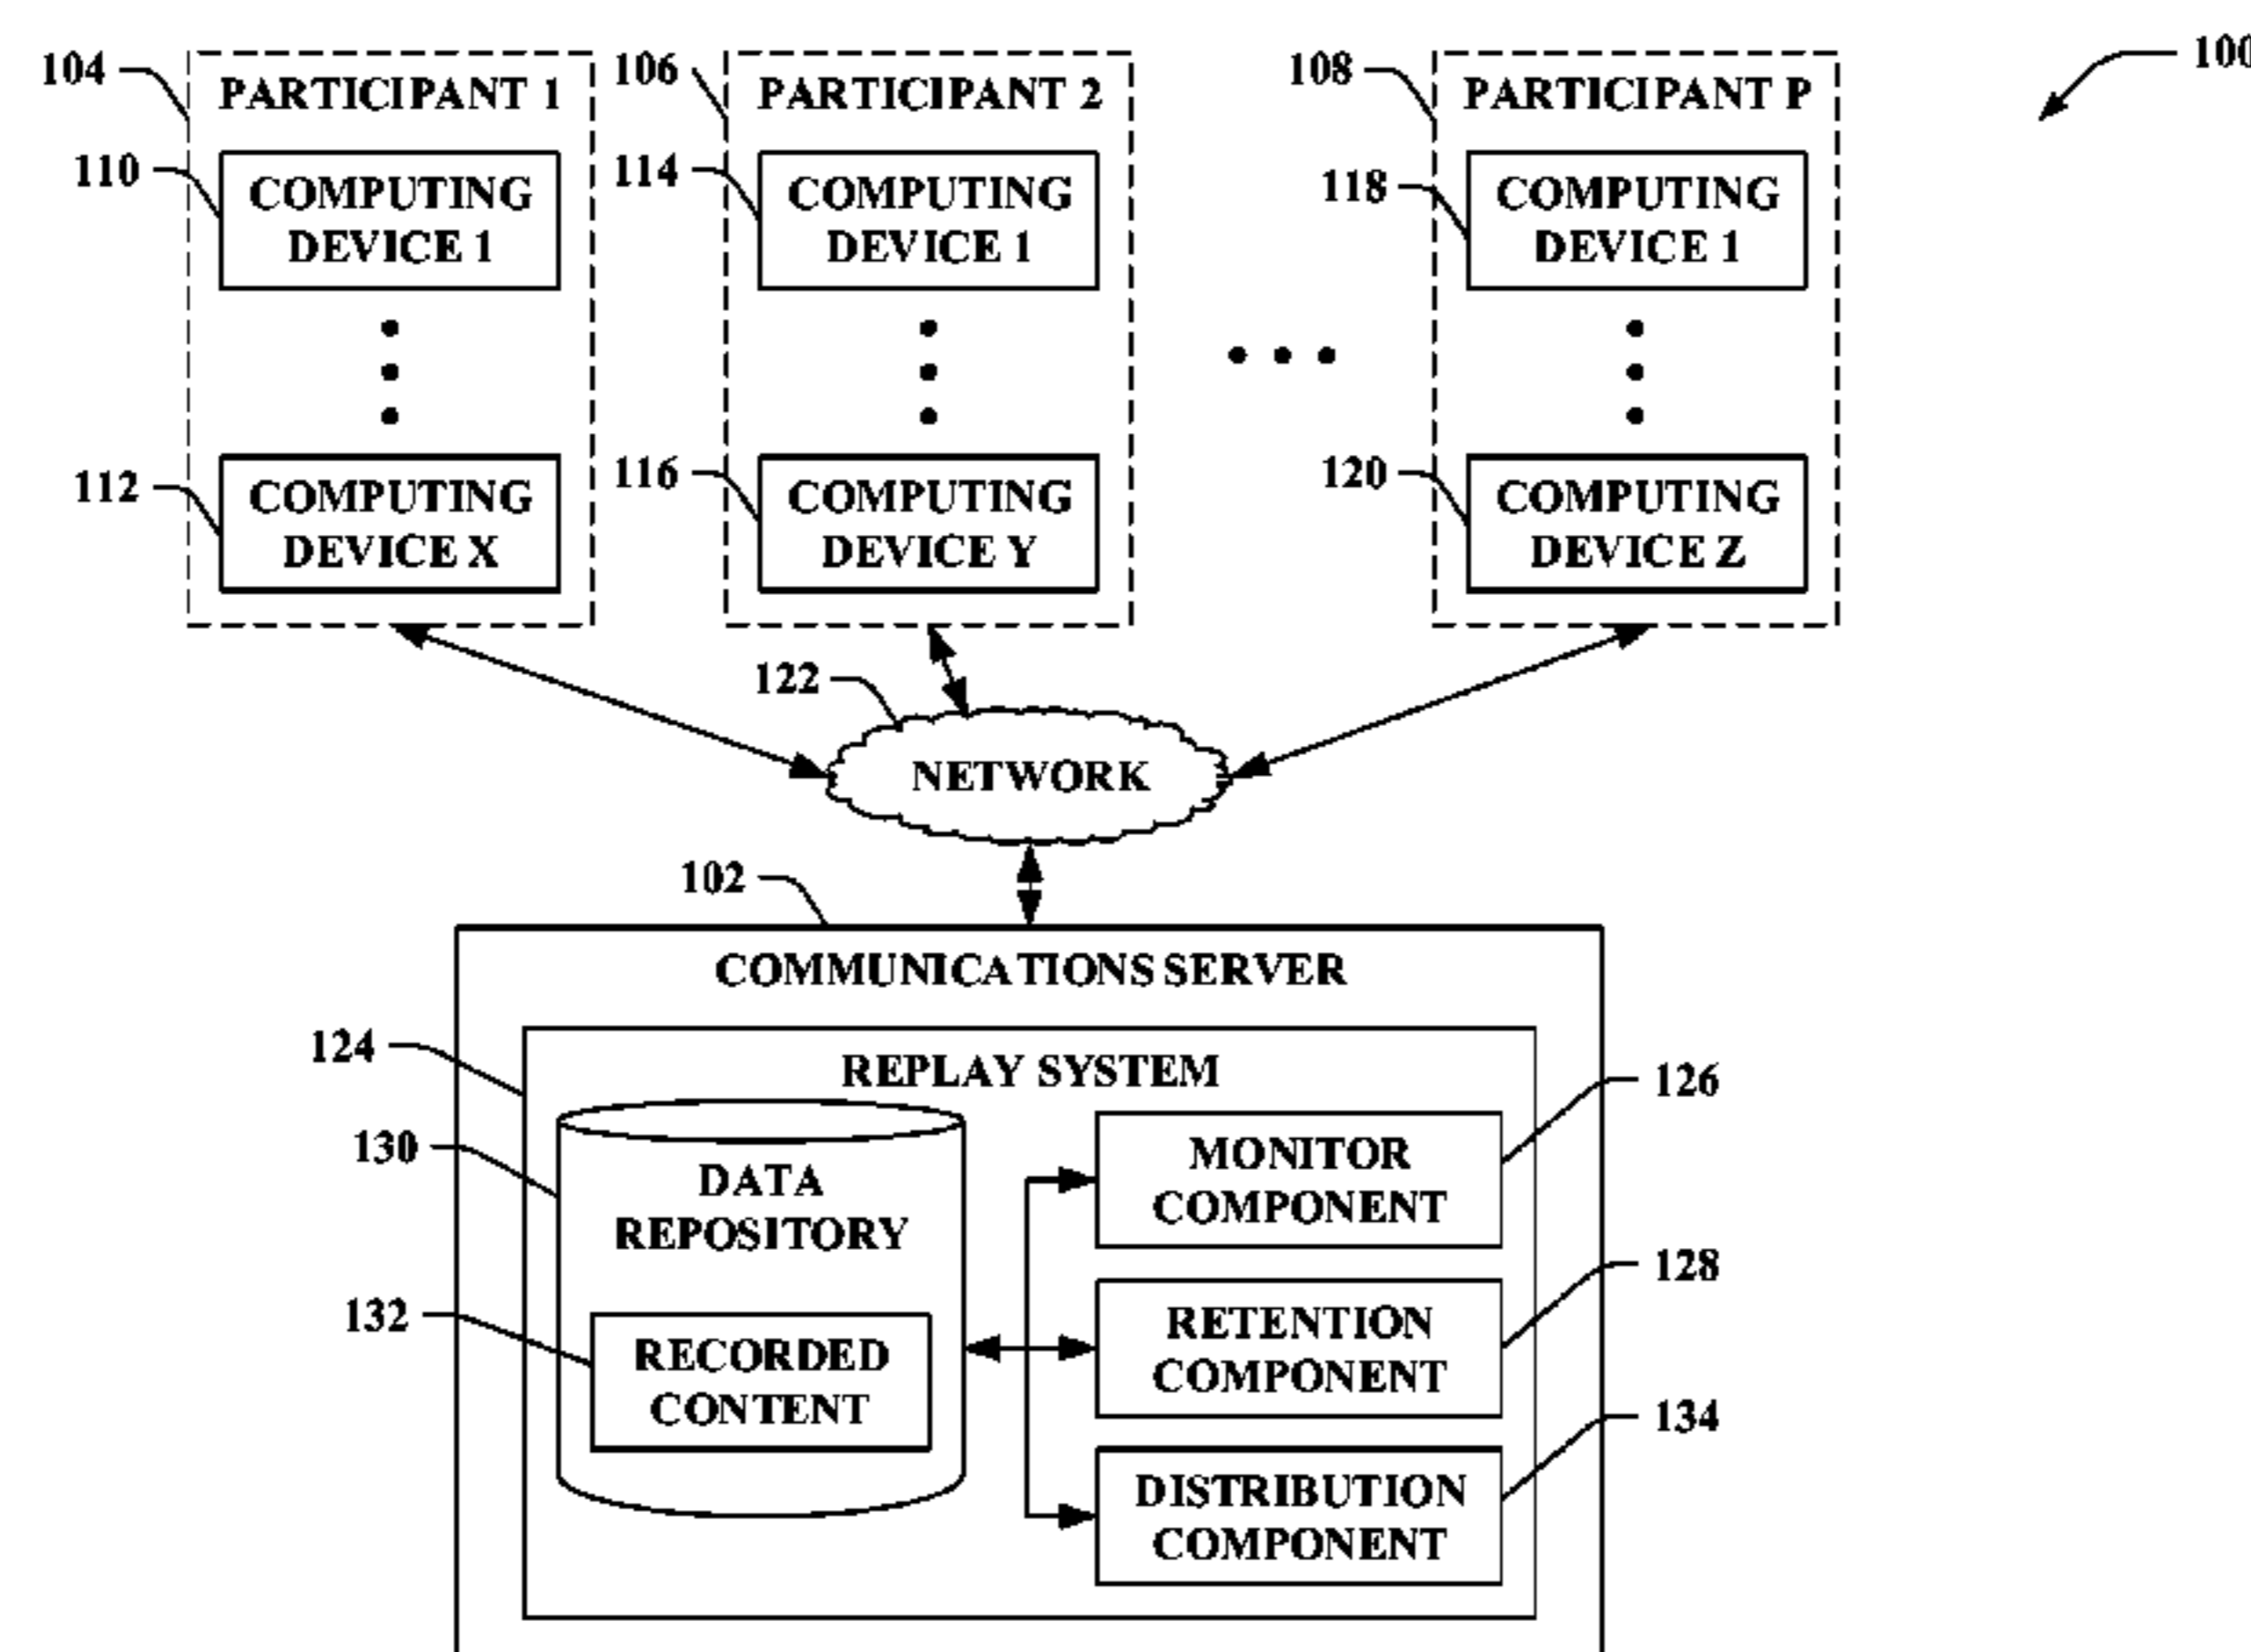 100
104
PARTICIPANT 1
106
PARTICIPANT 2
108
PARTICIPANT P
110
COMPUTING
DEVICE 1
114
COMPUTING
DEVICE 1
118
COMPUTING
DEVICE 1
112
COMPUTING
DEVICE X
116
COMPUTING
DEVICE Y
120
COMPUTING
DEVICE Z
122
NETWORK
102
COMMUNICATIONS SERVER
124
REPLAY SYSTEM
130
DATA
REPOSITORY
132
RECORDED
CONTENT
126
MONITOR
COMPONENT
128
RETENTION
COMPONENT
134
DISTRIBUTION
COMPONENT